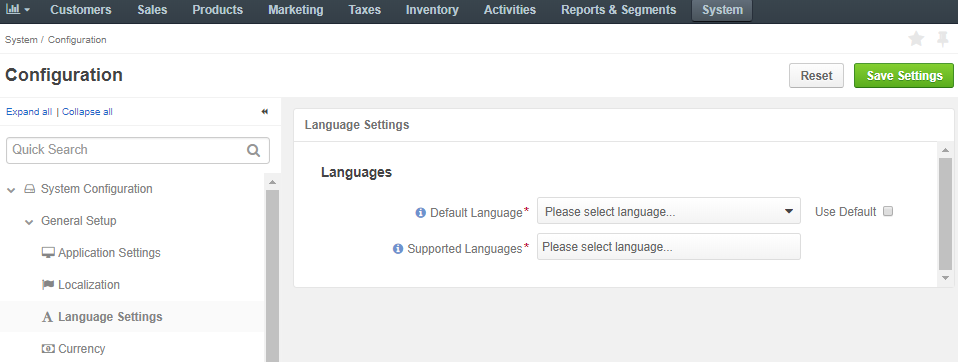 Customers Sales Products Marketing Taxes Inventory Activities Reports & Segments System
System / Configuration
Configuration
Reset Save Settings
Expand all | Collapse all
Quick Search
System Configuration
General Setup
Application Settings
Localization
Language Settings
Currency
Language Settings
Languages
Default Language* Please select language... Use Default
Supported Languages* Please select language...